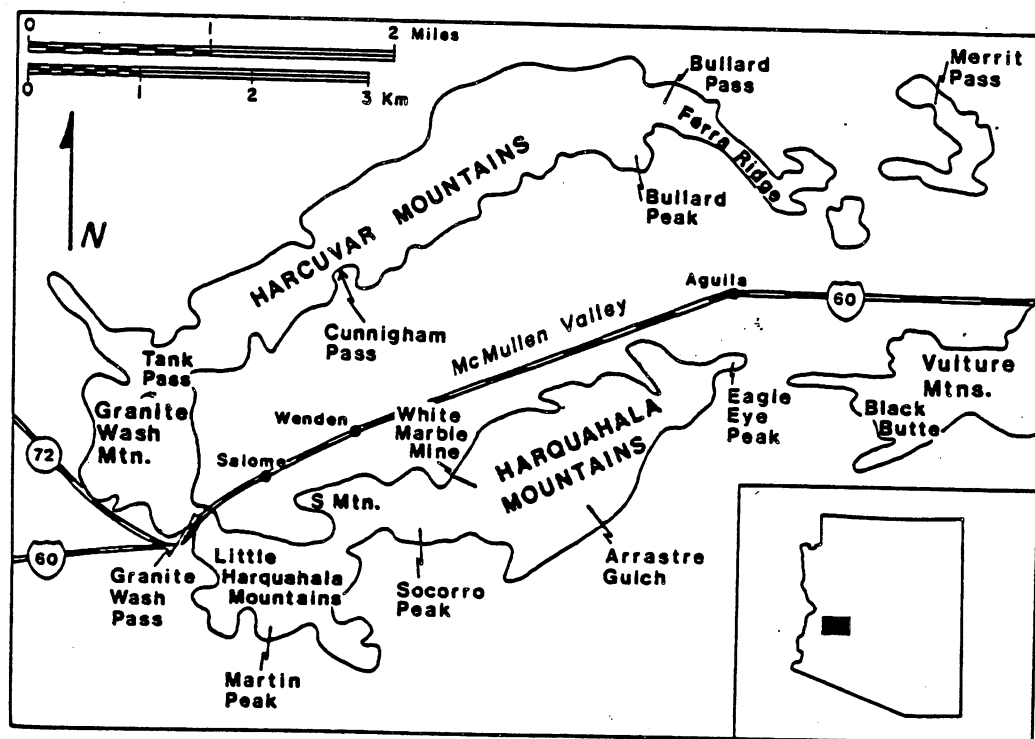 0 1 2 Miles
0 1 2 3 Km
N
Bullard
Pass
Merrit
Pass
Ferra Ridge
HARCUVAR MOUNTAINS
Bullard
Peak
Cunnigham
Pass
Aguila
60
McMullen Valley
Tank
Pass
Granite
Wash
Mtn.
Wenden
White
Marble
Mine
Eagle
Eye
Peak
Vulture
Mtns.
Black
Butte
72
Salome
S Mtn.
HARQUAHALA
MOUNTAINS
60
Granite
Wash
Pass
Little
Harquahala
Mountains
Socorro
Peak
Arrastre
Gulch
Martin
Peak